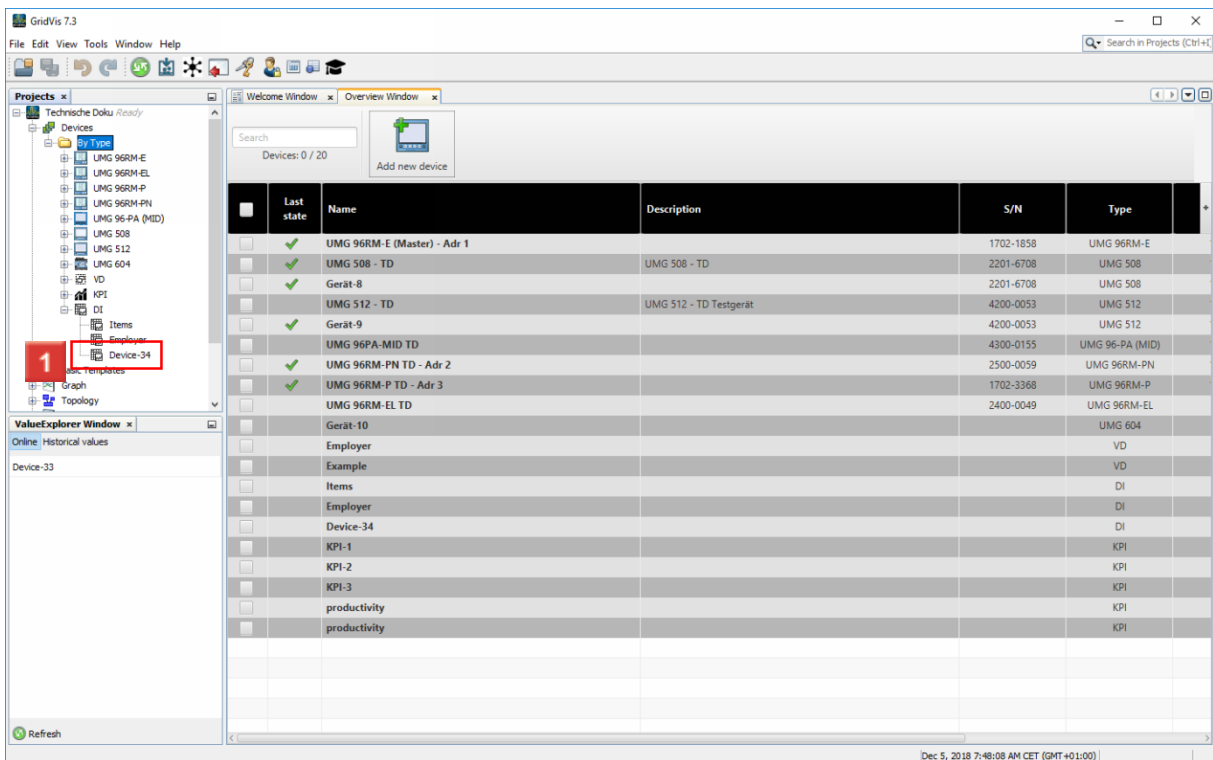 GridVis 7.3
File Edit View Tools Window Help
Search in Projects (Ctrl+I)
Projects
Technische Doku Ready
Devices
By Type
UMG 96RM-E
UMG 96RM-EL
UMG 96RM-P
UMG 96RM-PN
UMG 96-PA (MID)
UMG 508
UMG 512
UMG 604
VD
KPI
DI
Items
Employer
1
Device-34
asic Templates
Graph
Topology
ValueExplorer Window
Online Historical values
Device-33
Refresh
Welcome Window Overview Window
Search
Devices: 0 / 20
Add new device
Last state Name Description S/N Type
UMG 96RM-E (Master) - Adr 1 1702-1858 UMG 96RM-E
UMG 508 - TD UMG 508 - TD 2201-6708 UMG 508
Gerät-8 2201-6708 UMG 508
UMG 512 - TD UMG 512 - TD Testgerät 4200-0053 UMG 512
Gerät-9 4200-0053 UMG 512
UMG 96PA-MID TD 4300-0155 UMG 96-PA (MID)
UMG 96RM-PN TD - Adr 2 2500-0059 UMG 96RM-PN
UMG 96RM-P TD - Adr 3 1702-3368 UMG 96RM-P
UMG 96RM-EL TD 2400-0049 UMG 96RM-EL
Gerät-10 UMG 604
Employer VD
Example VD
Items DI
Employer DI
Device-34 DI
KPI-1 KPI
KPI-2 KPI
KPI-3 KPI
productivity KPI
productivity KPI
Dec 5, 2018 7:48:08 AM CET (GMT+01:00)